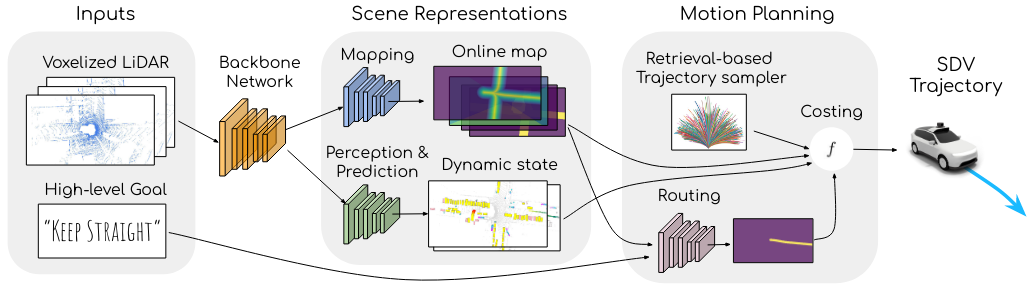 Inputs
Scene Representations
Motion Planning
Voxelized LiDAR
Backbone
Network
Mapping
Online map
Retrieval-based
Trajectory sampler
Costing
SDV
Trajectory
f
Perception &
Prediction
Dynamic state
High-level Goal
"Keep Straight"
Routing